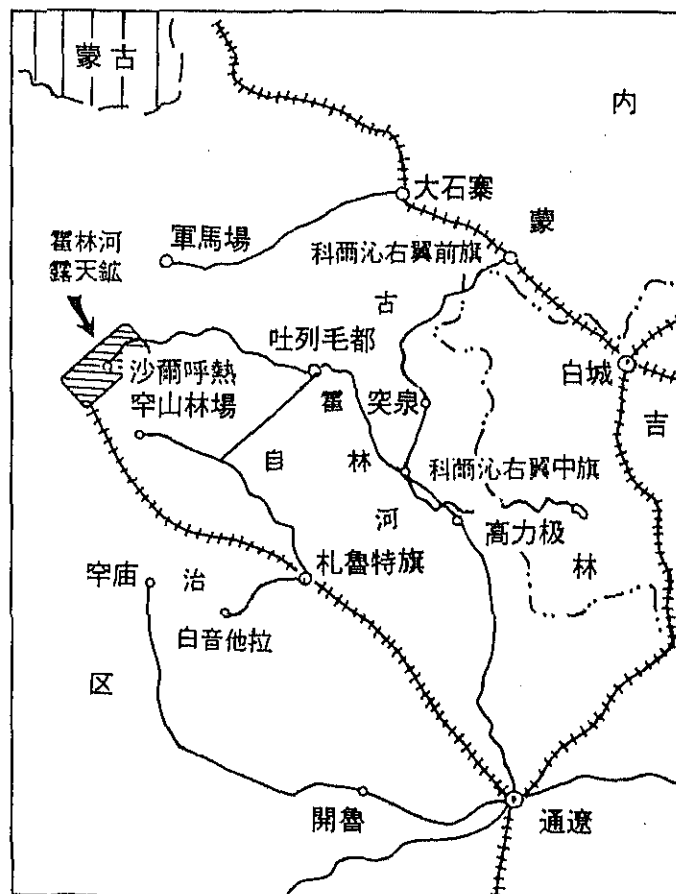 蒙古
内
大石寨
蒙
霍林河
露天鉱
軍馬場
科爾沁右翼前旗
古
吐列毛都
沙爾呼熱
白城
罕山林場
霍
突泉
吉
自
林
科爾沁右翼中旗
河
高力极
札魯特旗
林
罕庙
治
白音他拉
区
開魯
通遼